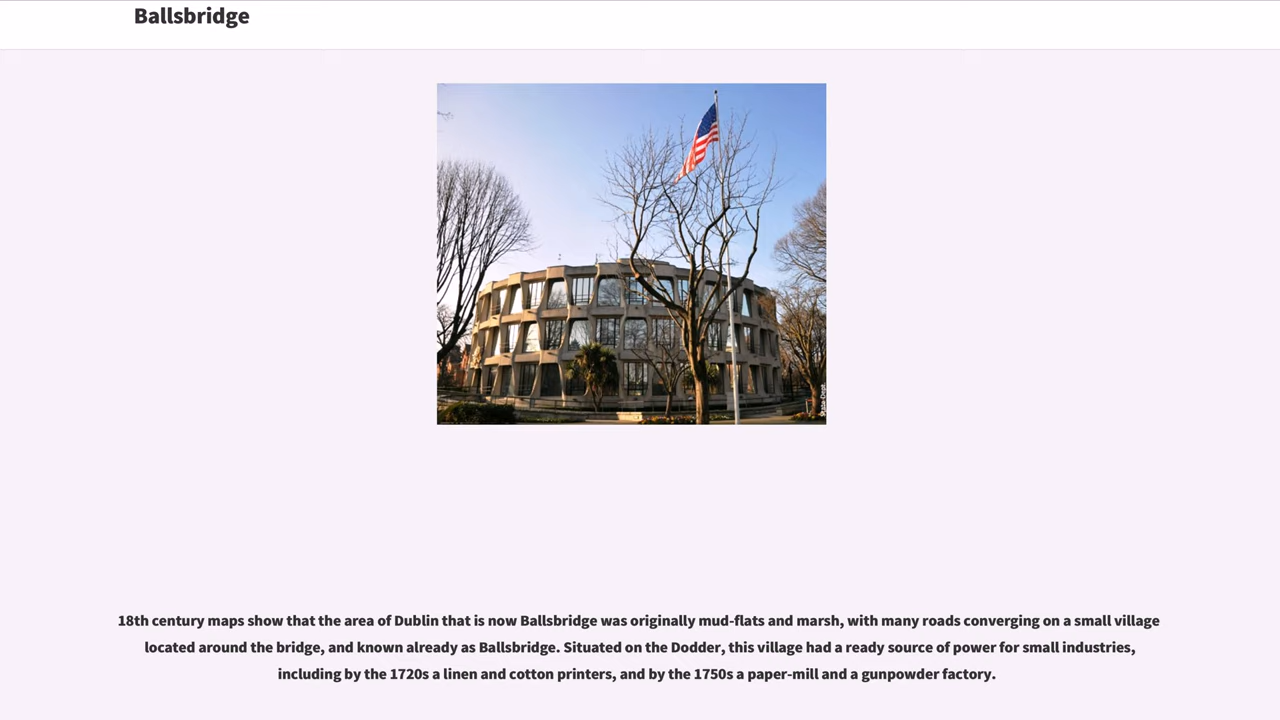 Ballsbridge
18th century maps show that the area of Dublin that is now Ballsbridge was originally mud-flats and marsh, with many roads converging on a small village
located around the bridge, and known already as Ballsbridge. Situated on the Dodder, this village had a ready source of power for small industries,
including by the 1720s a linen and cotton printers, and by the 1750s a paper-mill and a gunpowder factory.